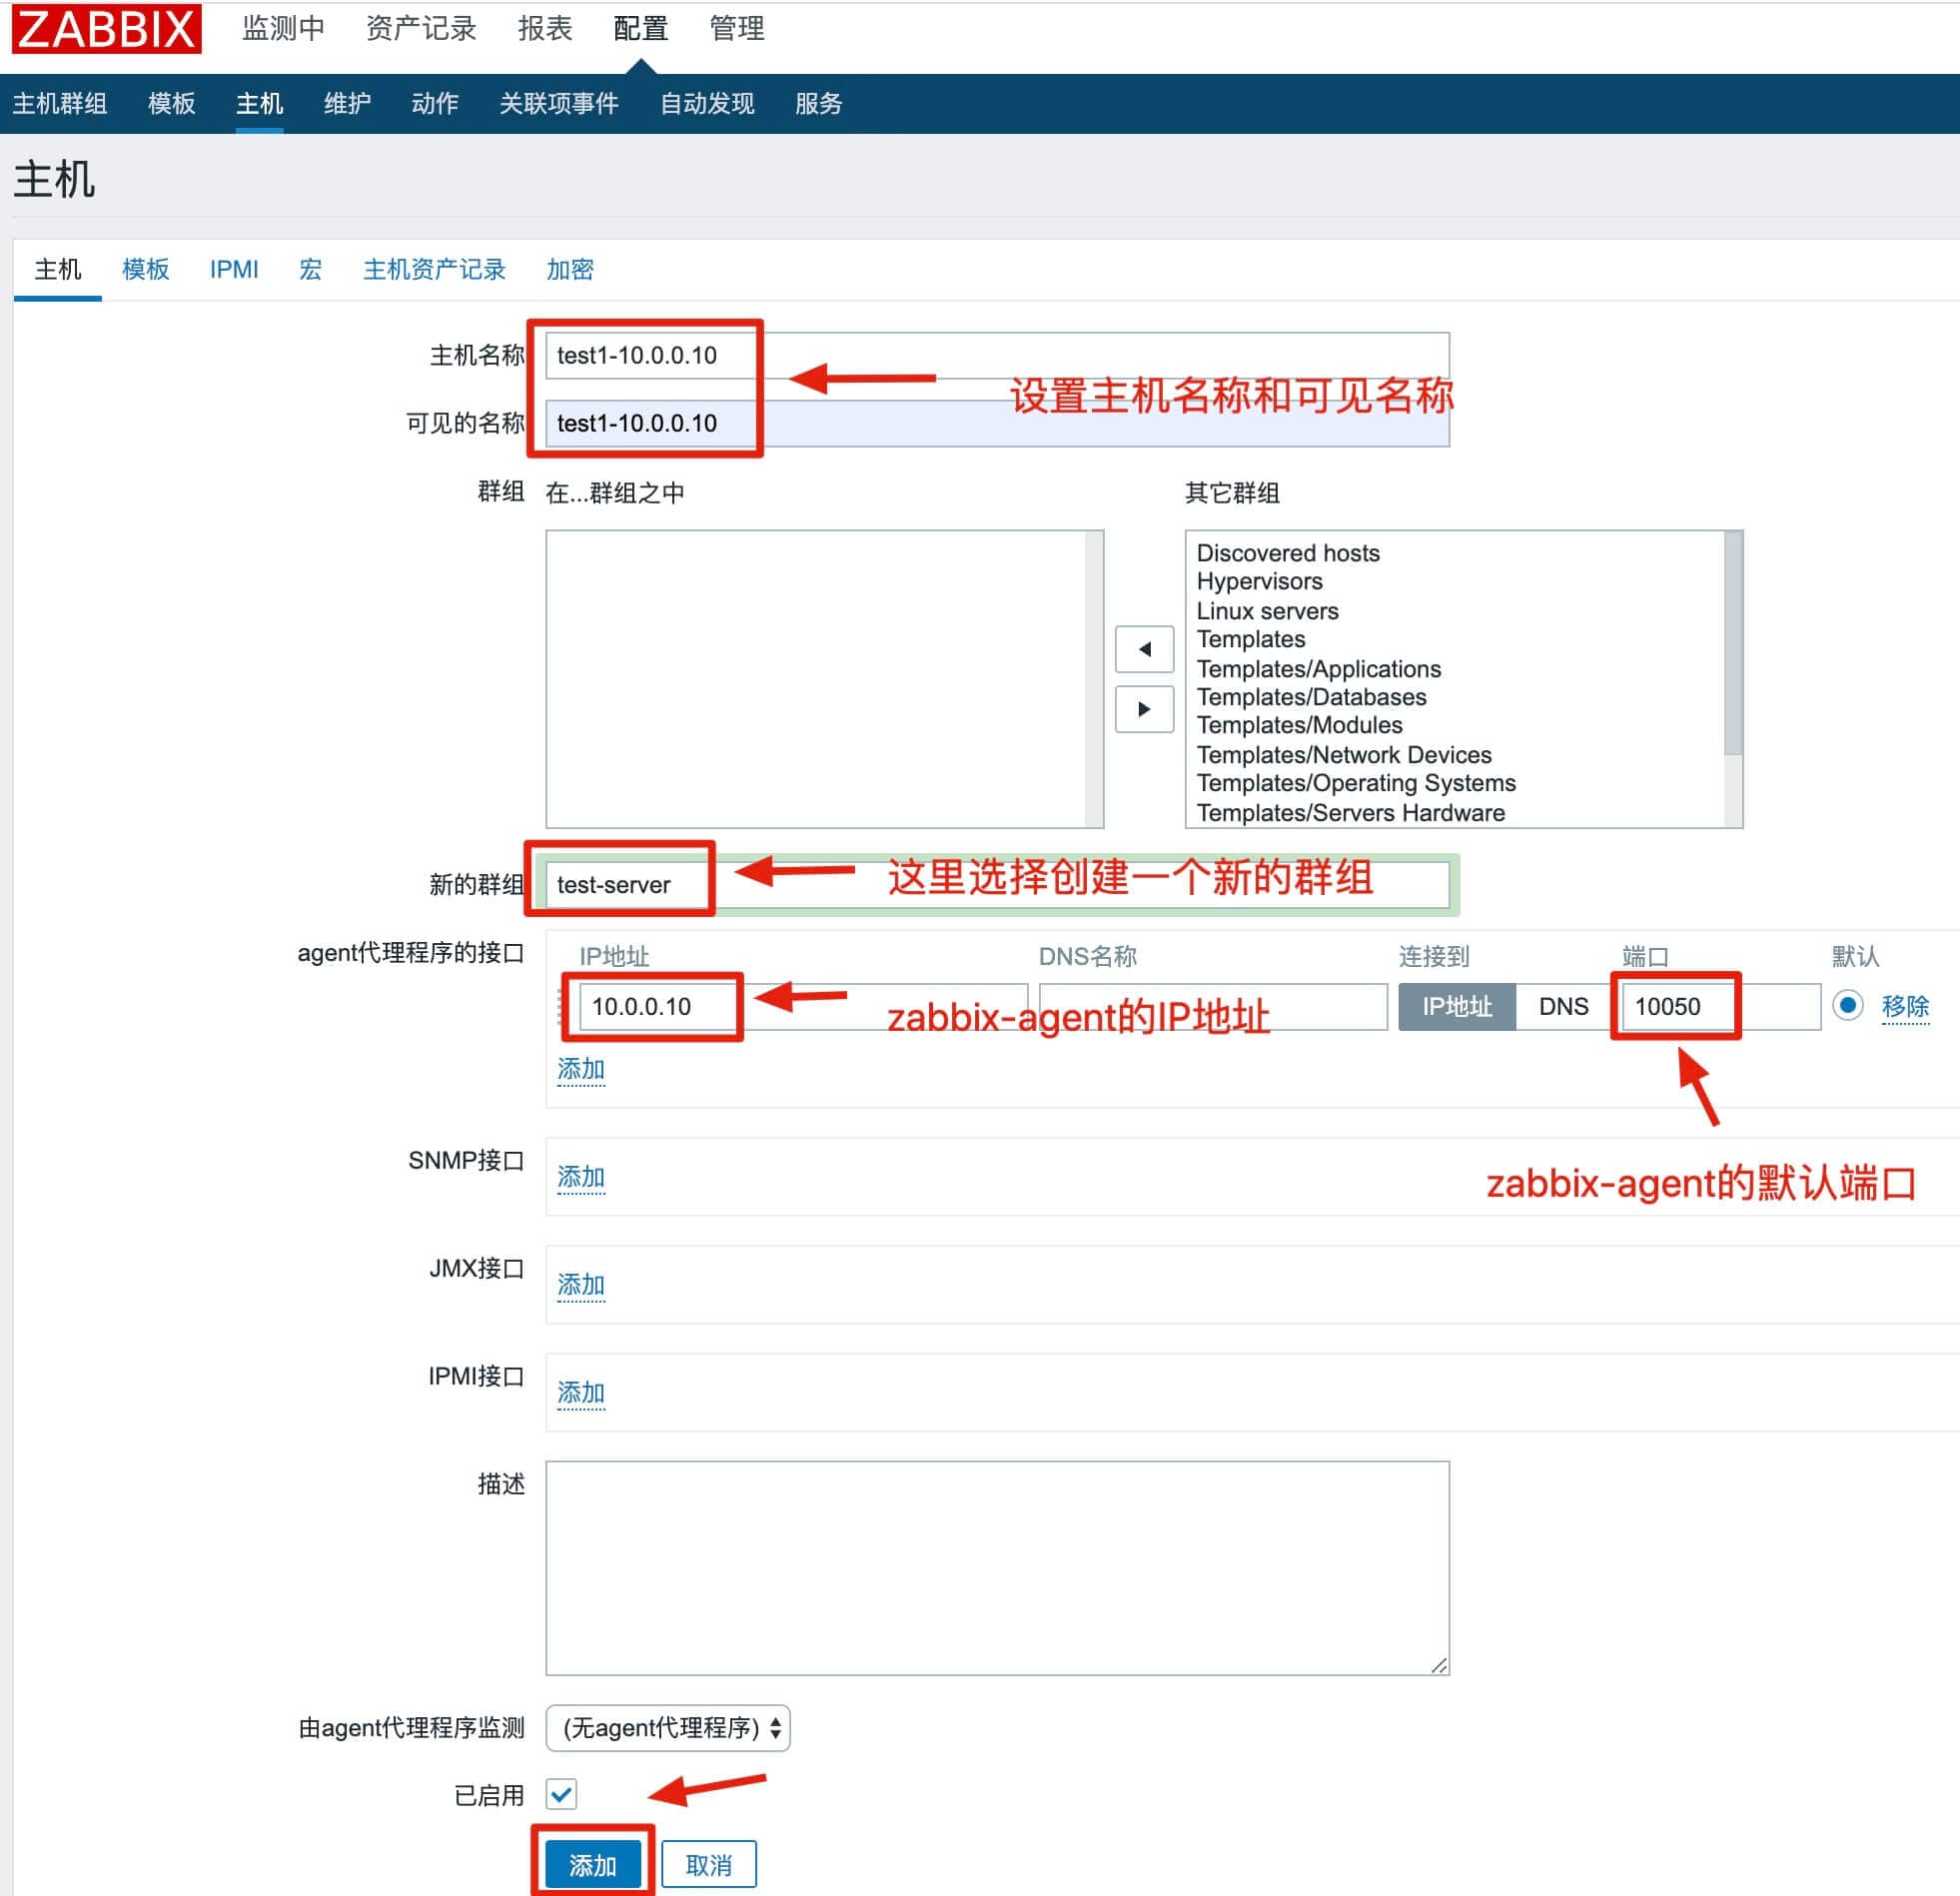 ZABBIX 监测中 资产记录 报表 配置 管理
主机群组 模板 主机 维护 动作 关联项事件 自动发现 服务
主机
主机 模板 IPMI 宏 主机资产记录 加密
主机名称 test1-10.0.0.10
设置主机名称和可见名称
可见的名称 test1-10.0.0.10
群组 在...群组之中 其它群组
Discovered hosts
Hypervisors
Linux servers
Templates
Templates/Applications
Templates/Databases
Templates/Modules
Templates/Network Devices
Templates/Operating Systems
Templates/Servers Hardware
新的群组 test-server 这里选择创建一个新的群组
agent代理程序的接口 IP地址 DNS名称 连接到 端口 默认
10.0.0.10 zabbix-agent的IP地址 IP地址 DNS 10050 移除
添加
SNMP接口 添加 zabbix-agent的默认端口
JMX接口 添加
IPMI接口 添加
描述
由agent代理程序监测 (无agent代理程序)
已启用
添加 取消